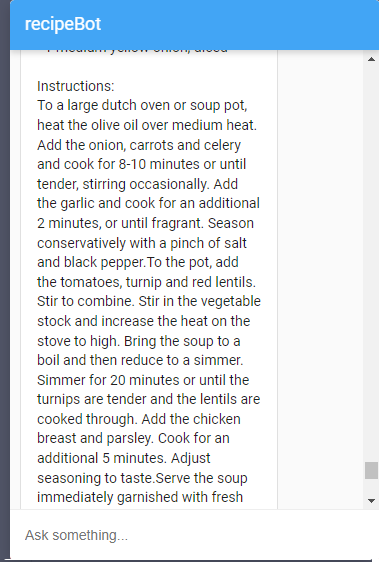 recipeBot
1 medium yellow onion, diced
Instructions:
To a large dutch oven or soup pot,
heat the olive oil over medium heat.
Add the onion, carrots and celery
and cook for 8-10 minutes or until
tender, stirring occasionally. Add
the garlic and cook for an additional
2 minutes, or until fragrant. Season
conservatively with a pinch of salt
and black pepper.To the pot, add
the tomatoes, turnip and red lentils.
Stir to combine. Stir in the vegetable
stock and increase the heat on the
stove to high. Bring the soup to a
boil and then reduce to a simmer.
Simmer for 20 minutes or until the
turnips are tender and the lentils are
cooked through. Add the chicken
breast and parsley. Cook for an
additional 5 minutes. Adjust
seasoning to taste.Serve the soup
immediately garnished with fresh
Ask something...